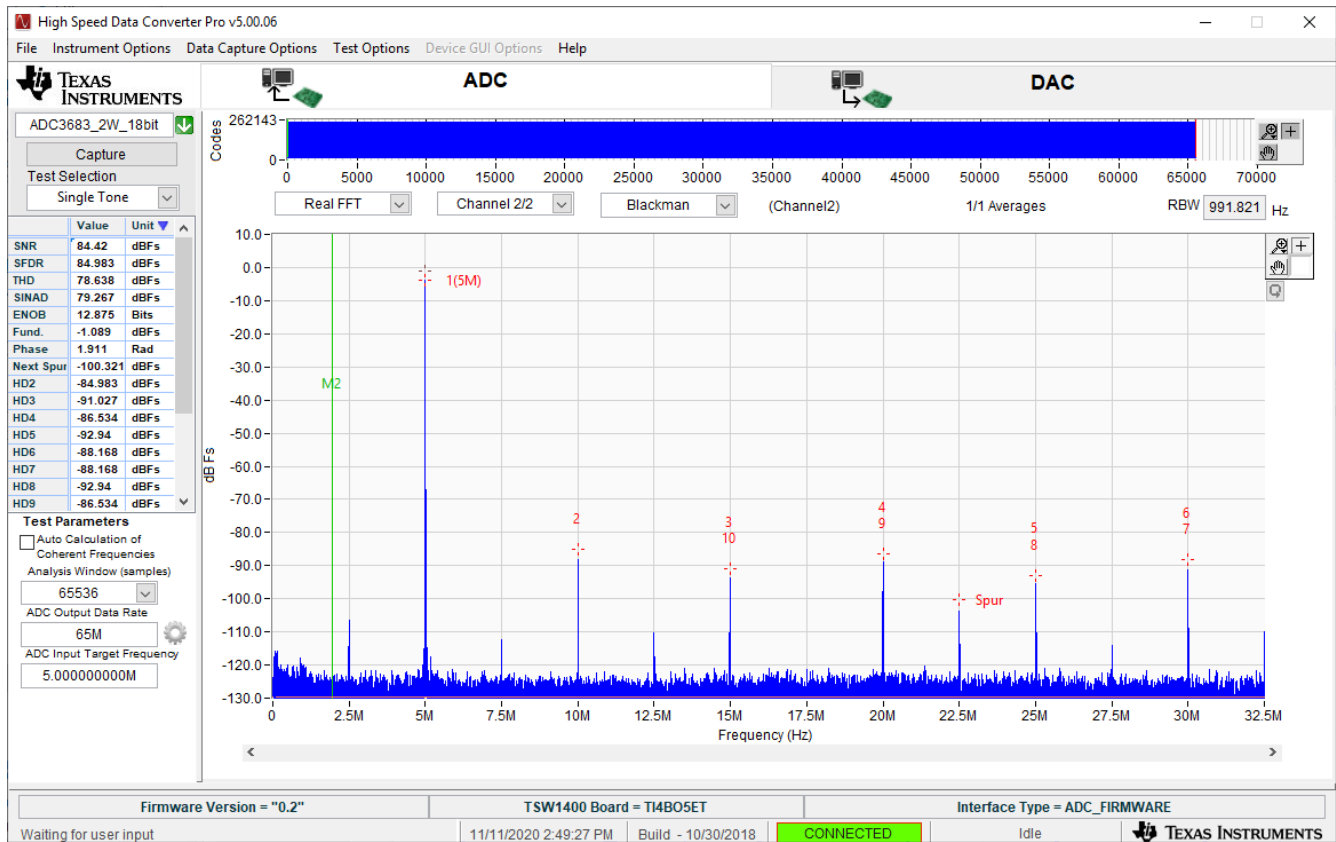 High Speed Data Converter Pro v5.00.06
File Instrument Options Data Capture Options Test Options Device GUI Options Help
TEXAS INSTRUMENTS
ADC
DAC
ADC3683_2W_18bit
Capture
Test Selection
Single Tone
Value Unit
SNR 84.42 dBFs
SFDR 84.983 dBFs
THD 78.638 dBFs
SINAD 79.267 dBFs
ENOB 12.875 Bits
Fund. -1.089 dBFs
Phase 1.911 Rad
Next Spur -100.321 dBFs
HD2 -84.983 dBFs
HD3 -91.027 dBFs
HD4 -86.534 dBFs
HD5 -92.94 dBFs
HD6 -88.168 dBFs
HD7 -88.168 dBFs
HD8 -92.94 dBFs
HD9 -86.534 dBFs
Test Parameters
Auto Calculation of
Coherent Frequencies
Analysis Window (samples)
65536
ADC Output Data Rate
65M
ADC Input Target Frequency
5.000000000M
Codes
262143
0
0 5000 10000 15000 20000 25000 30000 35000 40000 45000 50000 55000 60000 65000 70000
Real FFT Channel 2/2 Blackman (Channel2) 1/1 Averages RBW 991.821 Hz
dB Fs
10.0
0.0
-10.0
-20.0
-30.0
-40.0
-50.0
-60.0
-70.0
-80.0
-90.0
-100.0
-110.0
-120.0
-130.0
M2
1(5M)
2
3
10
4
9
Spur
5
8
6
7
0 2.5M 5M 7.5M 10M 12.5M 15M 17.5M 20M 22.5M 25M 27.5M 30M 32.5M
Frequency (Hz)
Firmware Version = "0.2" TSW1400 Board = TI4BO5ET Interface Type = ADC_FIRMWARE
Waiting for user input 11/11/2020 2:49:27 PM Build - 10/30/2018 CONNECTED Idle TEXAS INSTRUMENTS